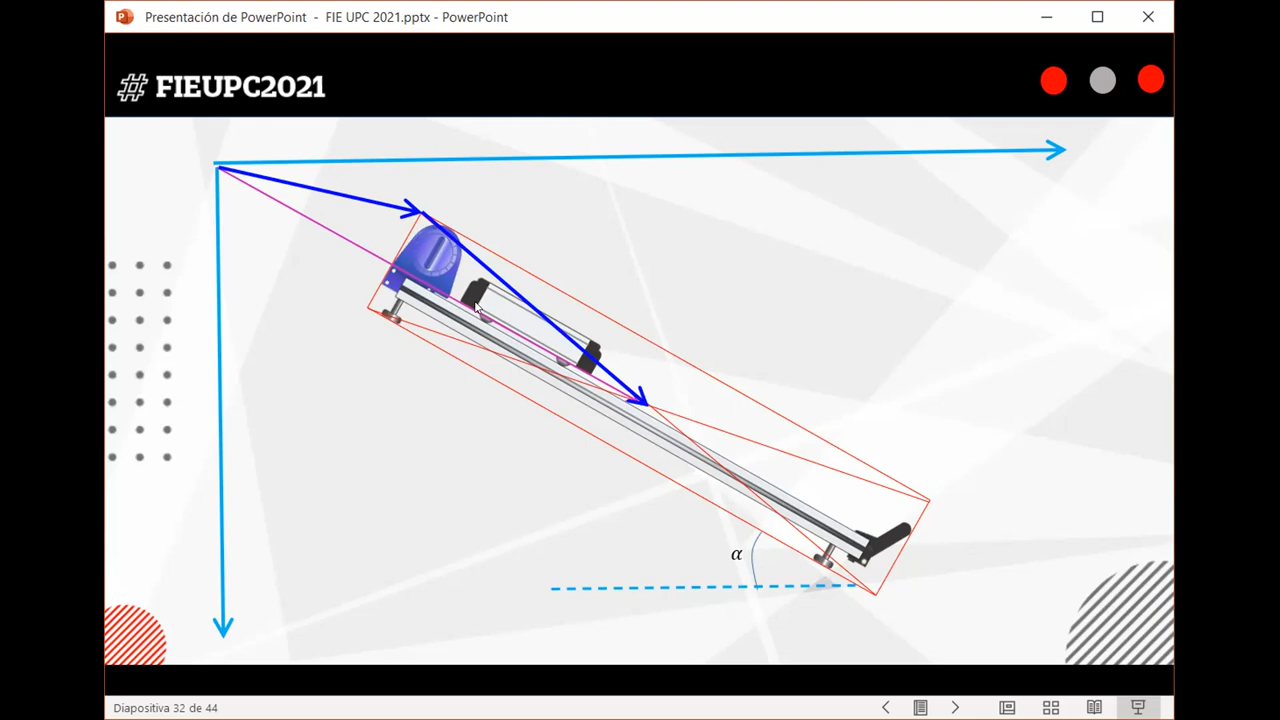 Presentación de PowerPoint - FIE UPC 2021.pptx - PowerPoint
# FIEUPC2021
α
Diapositiva 32 de 44